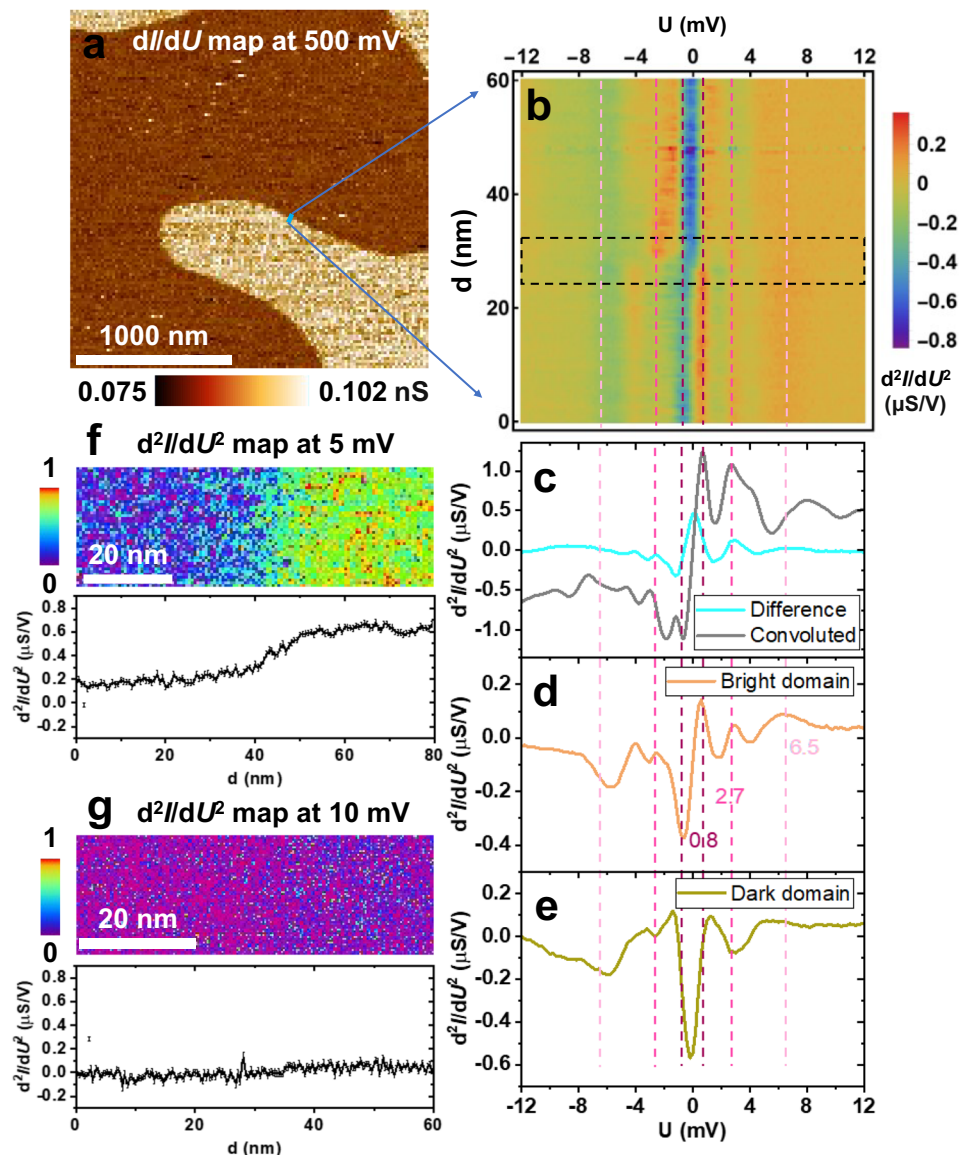 a
dI/dU map at 500 mV
1000 nm
0.075
0.102 nS
U (mV)
-12 -8 -4 0 4 8 12
b
60
40
20
0
d (nm)
0.2
0
−0.2
−0.4
−0.6
−0.8
d²I/dU²
(µS/V)
f
d²I/dU² map at 5 mV
1
0
20 nm
0.8
0.6
0.4
0.2
0.0
-0.2
d²I/dU² (µS/V)
0 20 40 60 80
d (nm)
g
d²I/dU² map at 10 mV
1
0
20 nm
0.8
0.6
0.4
0.2
0.0
-0.2
d²I/dU² (µS/V)
0 20 40 60
d (nm)
c
1.0
0.5
0.0
-0.5
-1.0
d²I/dU² (µS/V)
Difference
Convoluted
d
Bright domain
0.2
0.0
-0.2
-0.4
d²I/dU² (µS/V)
6.5
2.7
0.8
e
Dark domain
0.2
0.0
-0.2
-0.4
-0.6
d²I/dU² (µS/V)
-12 -8 -4 0 4 8 12
U (mV)